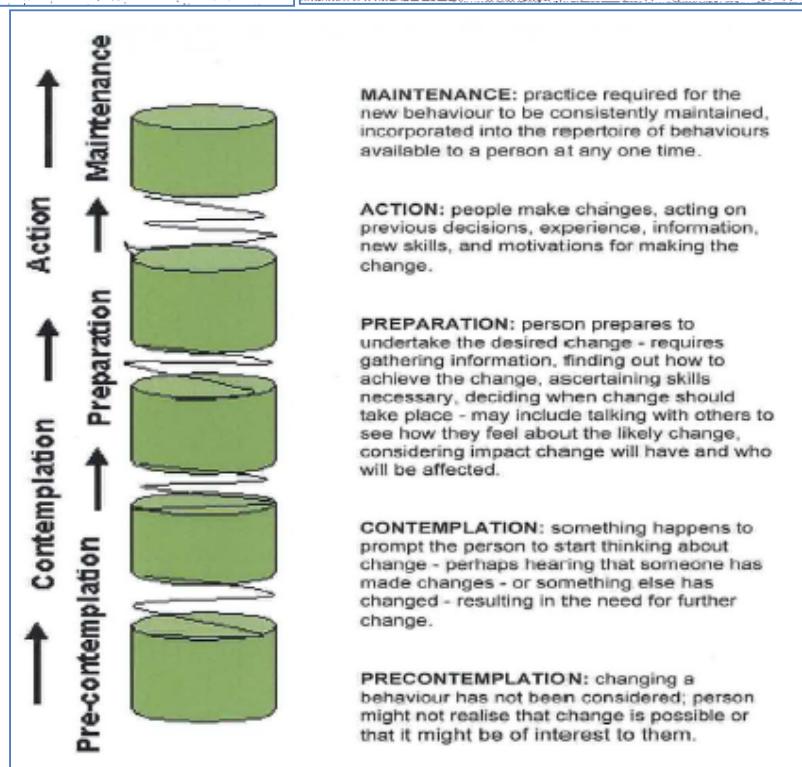 MAINTENANCE: practice required for the
new behaviour to be consistently maintained,
incorporated into the repertoire of behaviours
available to a person at any one time.
ACTION: people make changes, acting on
previous decisions, experience, information,
new skills, and motivations for making the
change.
PREPARATION: person prepares to
undertake the desired change - requires
gathering information, finding out how to
achieve the change, ascertaining skills
necessary, deciding when change should
take place - may include talking with others to
see how they feel about the likely change,
considering impact change will have and who
will be affected.
CONTEMPLATION: something happens to
prompt the person to start thinking about
change - perhaps hearing that someone has
made changes - or something else has
changed - resulting in the need for further
change.
PRECONTEMPLATION: changing a
behaviour has not been considered; person
might not realise that change is possible or
that it might be of interest to them.
Pre-contemplation
Contemplation
Preparation
Action
Maintenance